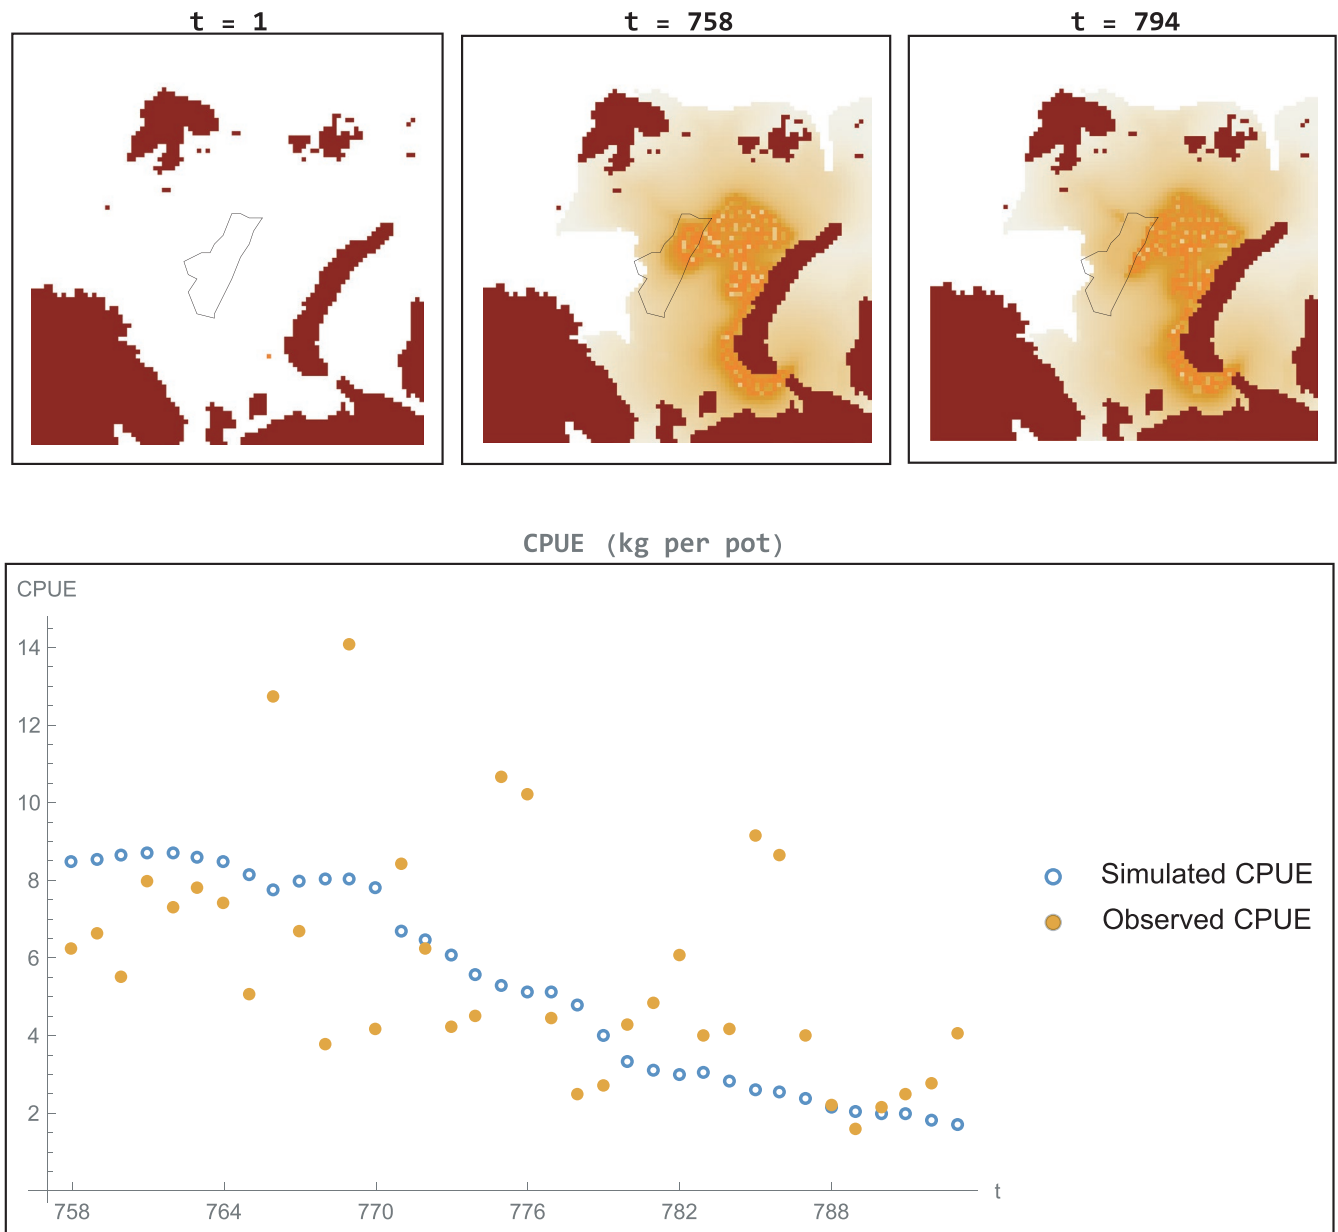 t = 1
t = 758
t = 794
CPUE (kg per pot)
CPUE
14
12
10
8
6
4
2
758
764
770
776
782
788
t
Simulated CPUE
Observed CPUE